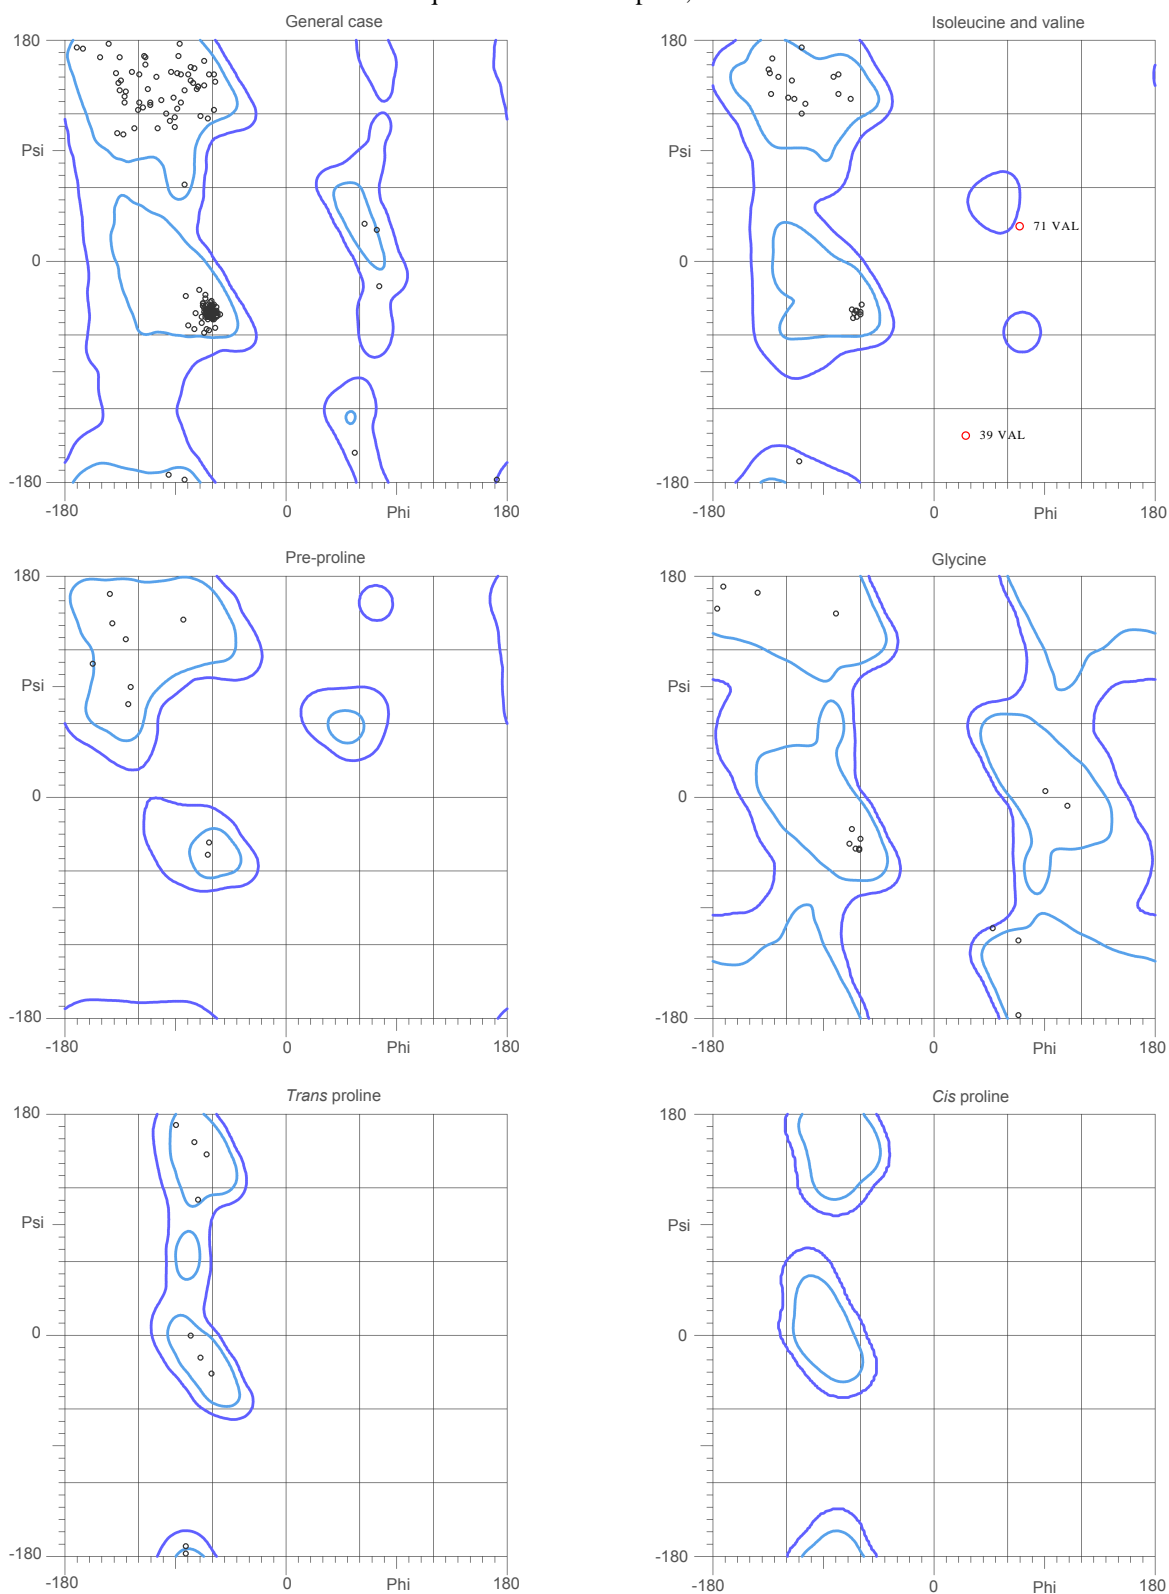 General case
Isoleucine and valine
180
180
71 VAL
Psi
Psi
0
0
39 VAL
-180
-180
-180
0
Phi
180
-180
0
Phi
180
Pre-proline
Glycine
180
180
Psi
Psi
0
0
-180
-180
-180
0
Phi
180
-180
0
Phi
180
Trans proline
Cis proline
180
180
Psi
Psi
0
0
-180
-180
-180
0
Phi
180
-180
0
Phi
180